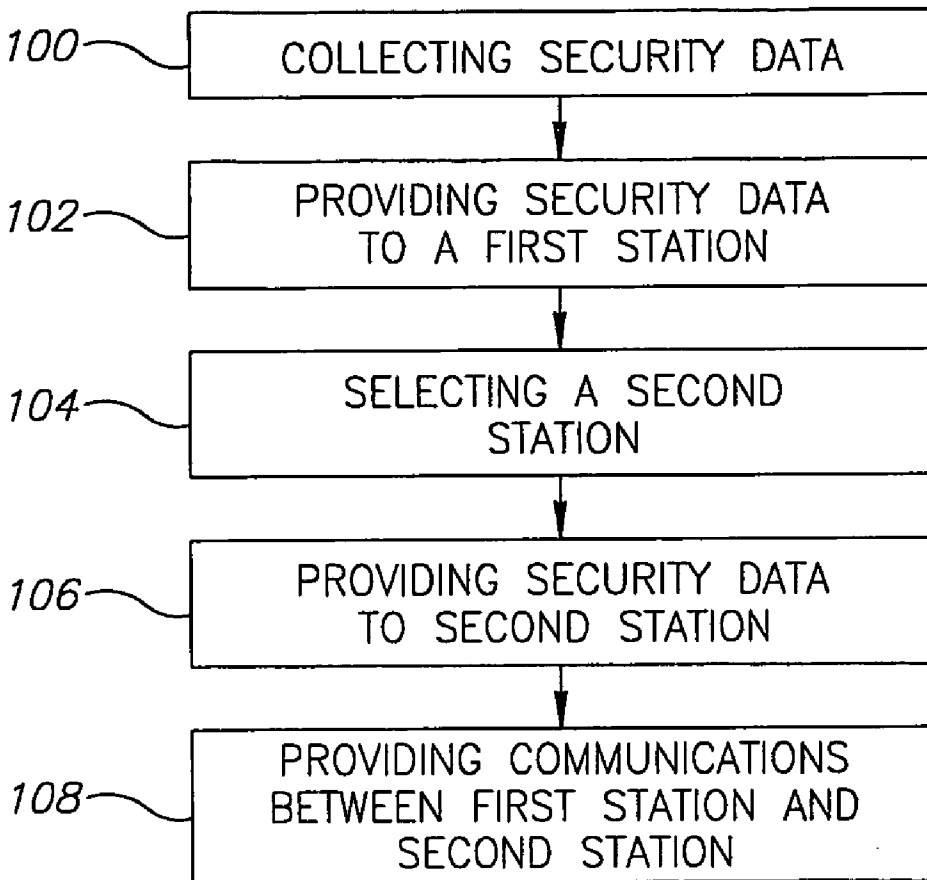 100
COLLECTING SECURITY DATA
102
PROVIDING SECURITY DATA
TO A FIRST STATION
104
SELECTING A SECOND
STATION
106
PROVIDING SECURITY DATA
TO SECOND STATION
108
PROVIDING COMMUNICATIONS
BETWEEN FIRST STATION AND
SECOND STATION